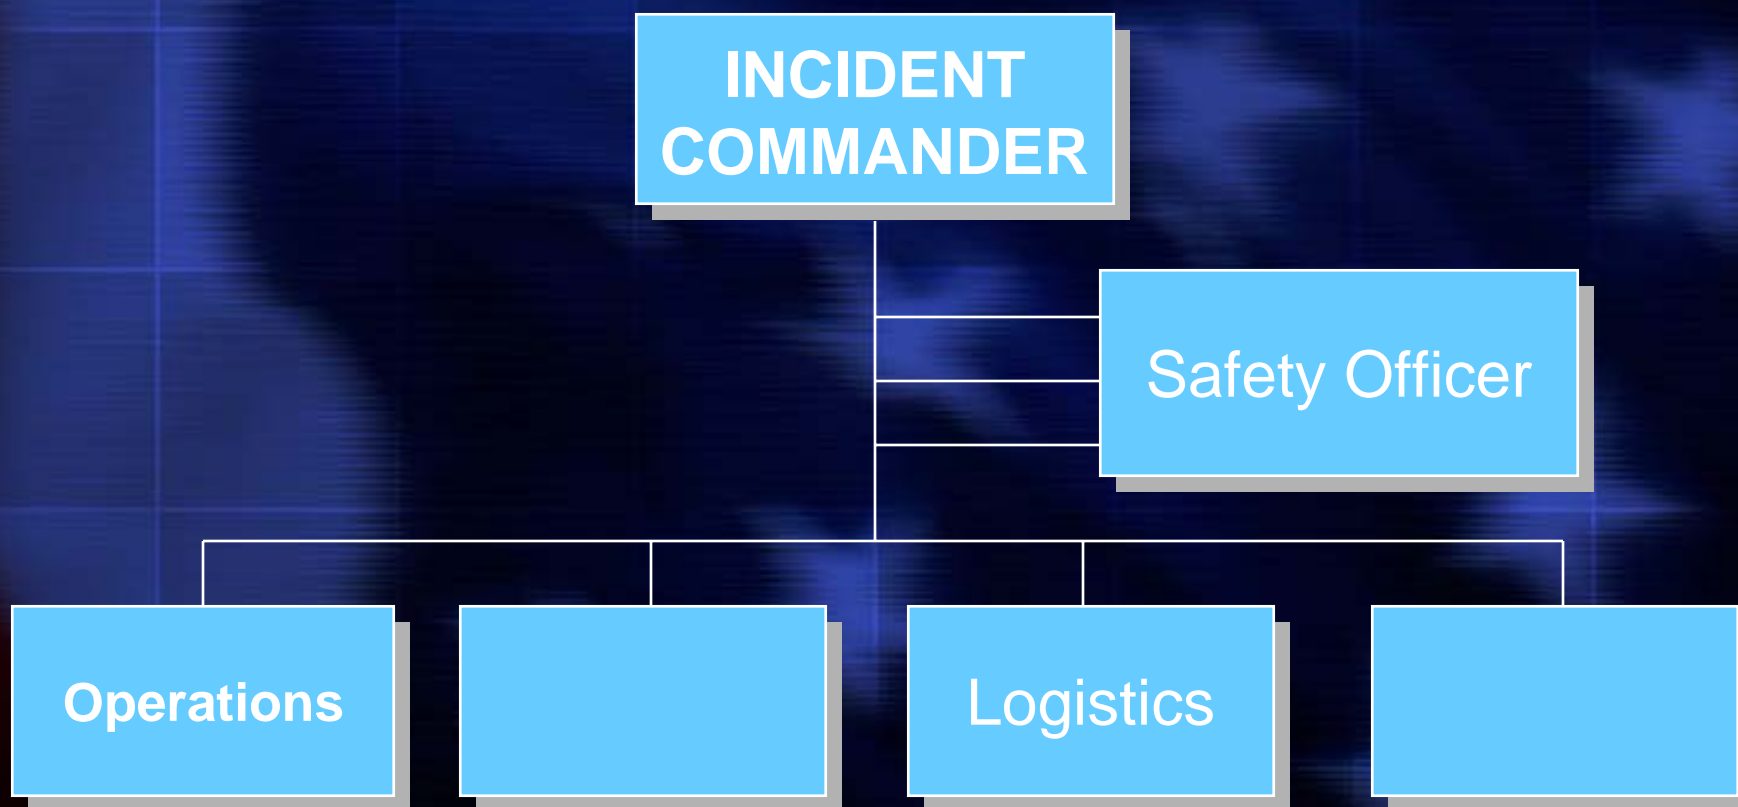 INCIDENT
COMMANDER
Safety Officer
Operations
Logistics